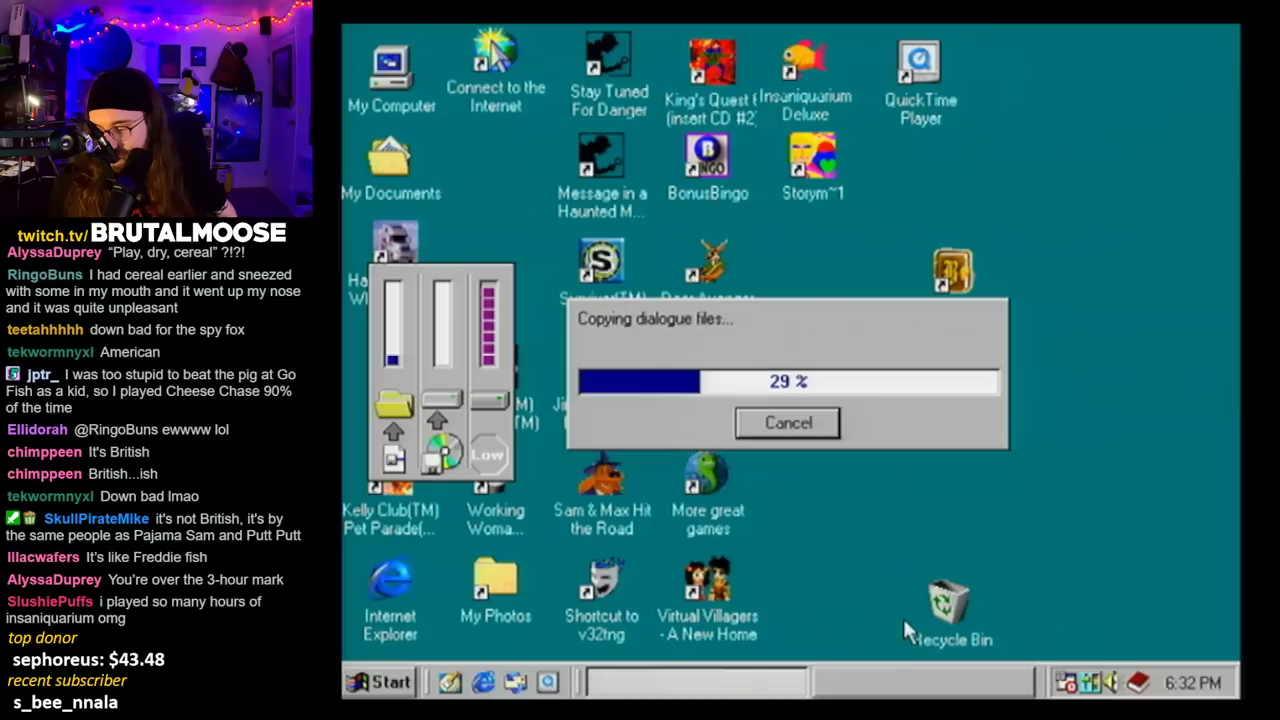 twitch.tv/BRUTALMOOSE
AlyssaDuprey "Play, dry, cereal" ?!?!
RingoBuns I had cereal earlier and sneezed
with some in my mouth and it went up my nose
and it was quite unpleasant
teetahhhhh down bad for the spy fox
tekwormnyxl American
jptr_ I was too stupid to beat the pig at Go
Fish as a kid, so I played Cheese Chase 90%
of the time
Ellidorah @RingoBuns ewwww lol
chimppeen It's British
chimppeen British...ish
tekwormnyxl Down bad lmao
SkullPirateMike it's not British, it's by
the same people as Pajama Sam and Putt Putt
lilacwafers It's like Freddie fish
AlyssaDuprey You're over the 3-hour mark
SlushiePuffs i played so many hours of
insaniquarium omg
top donor
sephoreus: $43.48
recent subscriber
s_bee_nnala
My Computer
Connect to the
Internet
Stay Tuned
For Danger
King's Quest
(insert CD #2)
Insaniquarium
Deluxe
QuickTime
Player
My Documents
Message in a
Haunted M...
BINGO
BonusBingo
Storym~1
Copying dialogue files...
29 %
Cancel
Low
Kelly Club(TM)
Pet Parade(...
Working
Woma...
Sam & Max Hit
the Road
More great
games
Internet
Explorer
My Photos
Shortcut to
v32tng
Virtual Villagers
- A New Home
Recycle Bin
Start
6:32 PM